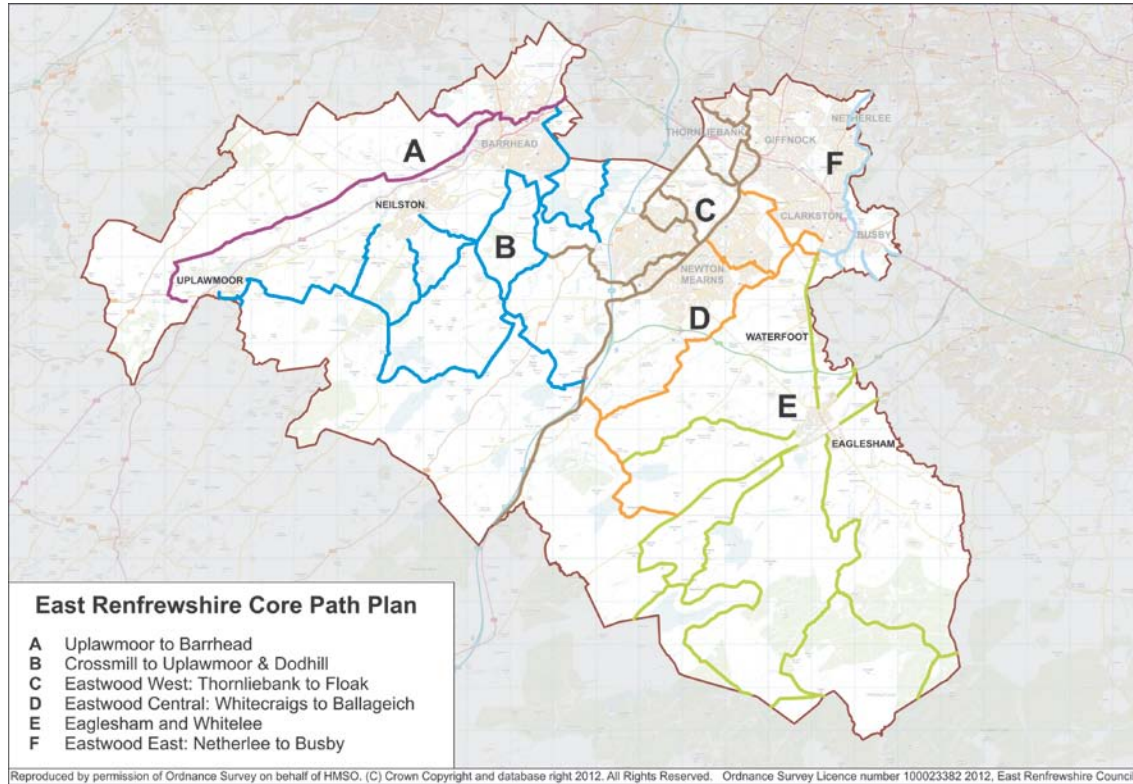 NETHERLEE
THORNLIEBANK
GIFFNOCK
BARRHEAD
A
F
NEILSTON
C
CLARKSTON
B
BUSBY
UPLAWMOOR
NEWTON
MEARNS
D
WATERFOOT
E
EAGLESHAM
East Renfrewshire Core Path Plan
A Uplawmoor to Barrhead
B Crossmill to Uplawmoor & Dodhill
C Eastwood West: Thornliebank to Floak
D Eastwood Central: Whitecraigs to Ballageich
E Eaglesham and Whitelee
F Eastwood East: Netherlee to Busby
Reproduced by permission of Ordnance Survey on behalf of HMSO. (C) Crown Copyright and database right 2012. All Rights Reserved. Ordnance Survey Licence number 100023382 2012, East Renfrewshire Council